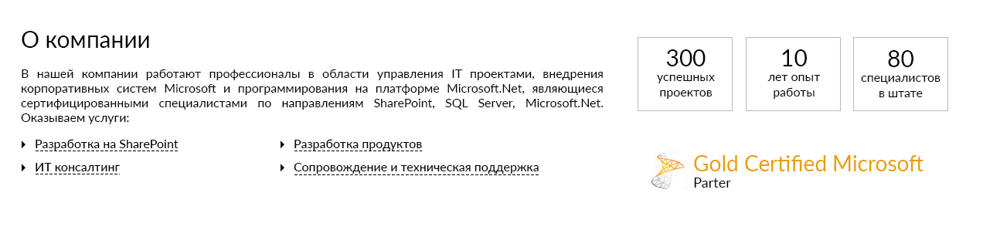 О компании
В нашей компании работают профессионалы в области управления IT проектами, внедрения
корпоративных систем Microsoft и программирования на платформе Microsoft.Net, являющиеся
сертифицированными специалистами по направлениям SharePoint, SQL Server, Microsoft.Net.
Оказываем услуги:
Разработка на SharePoint
ИТ консалтинг
Разработка продуктов
Сопровождение и техническая поддержка
300
успешных
проектов
10
лет опыт
работы
80
специалистов
в штате
Gold Certified Microsoft
Parter